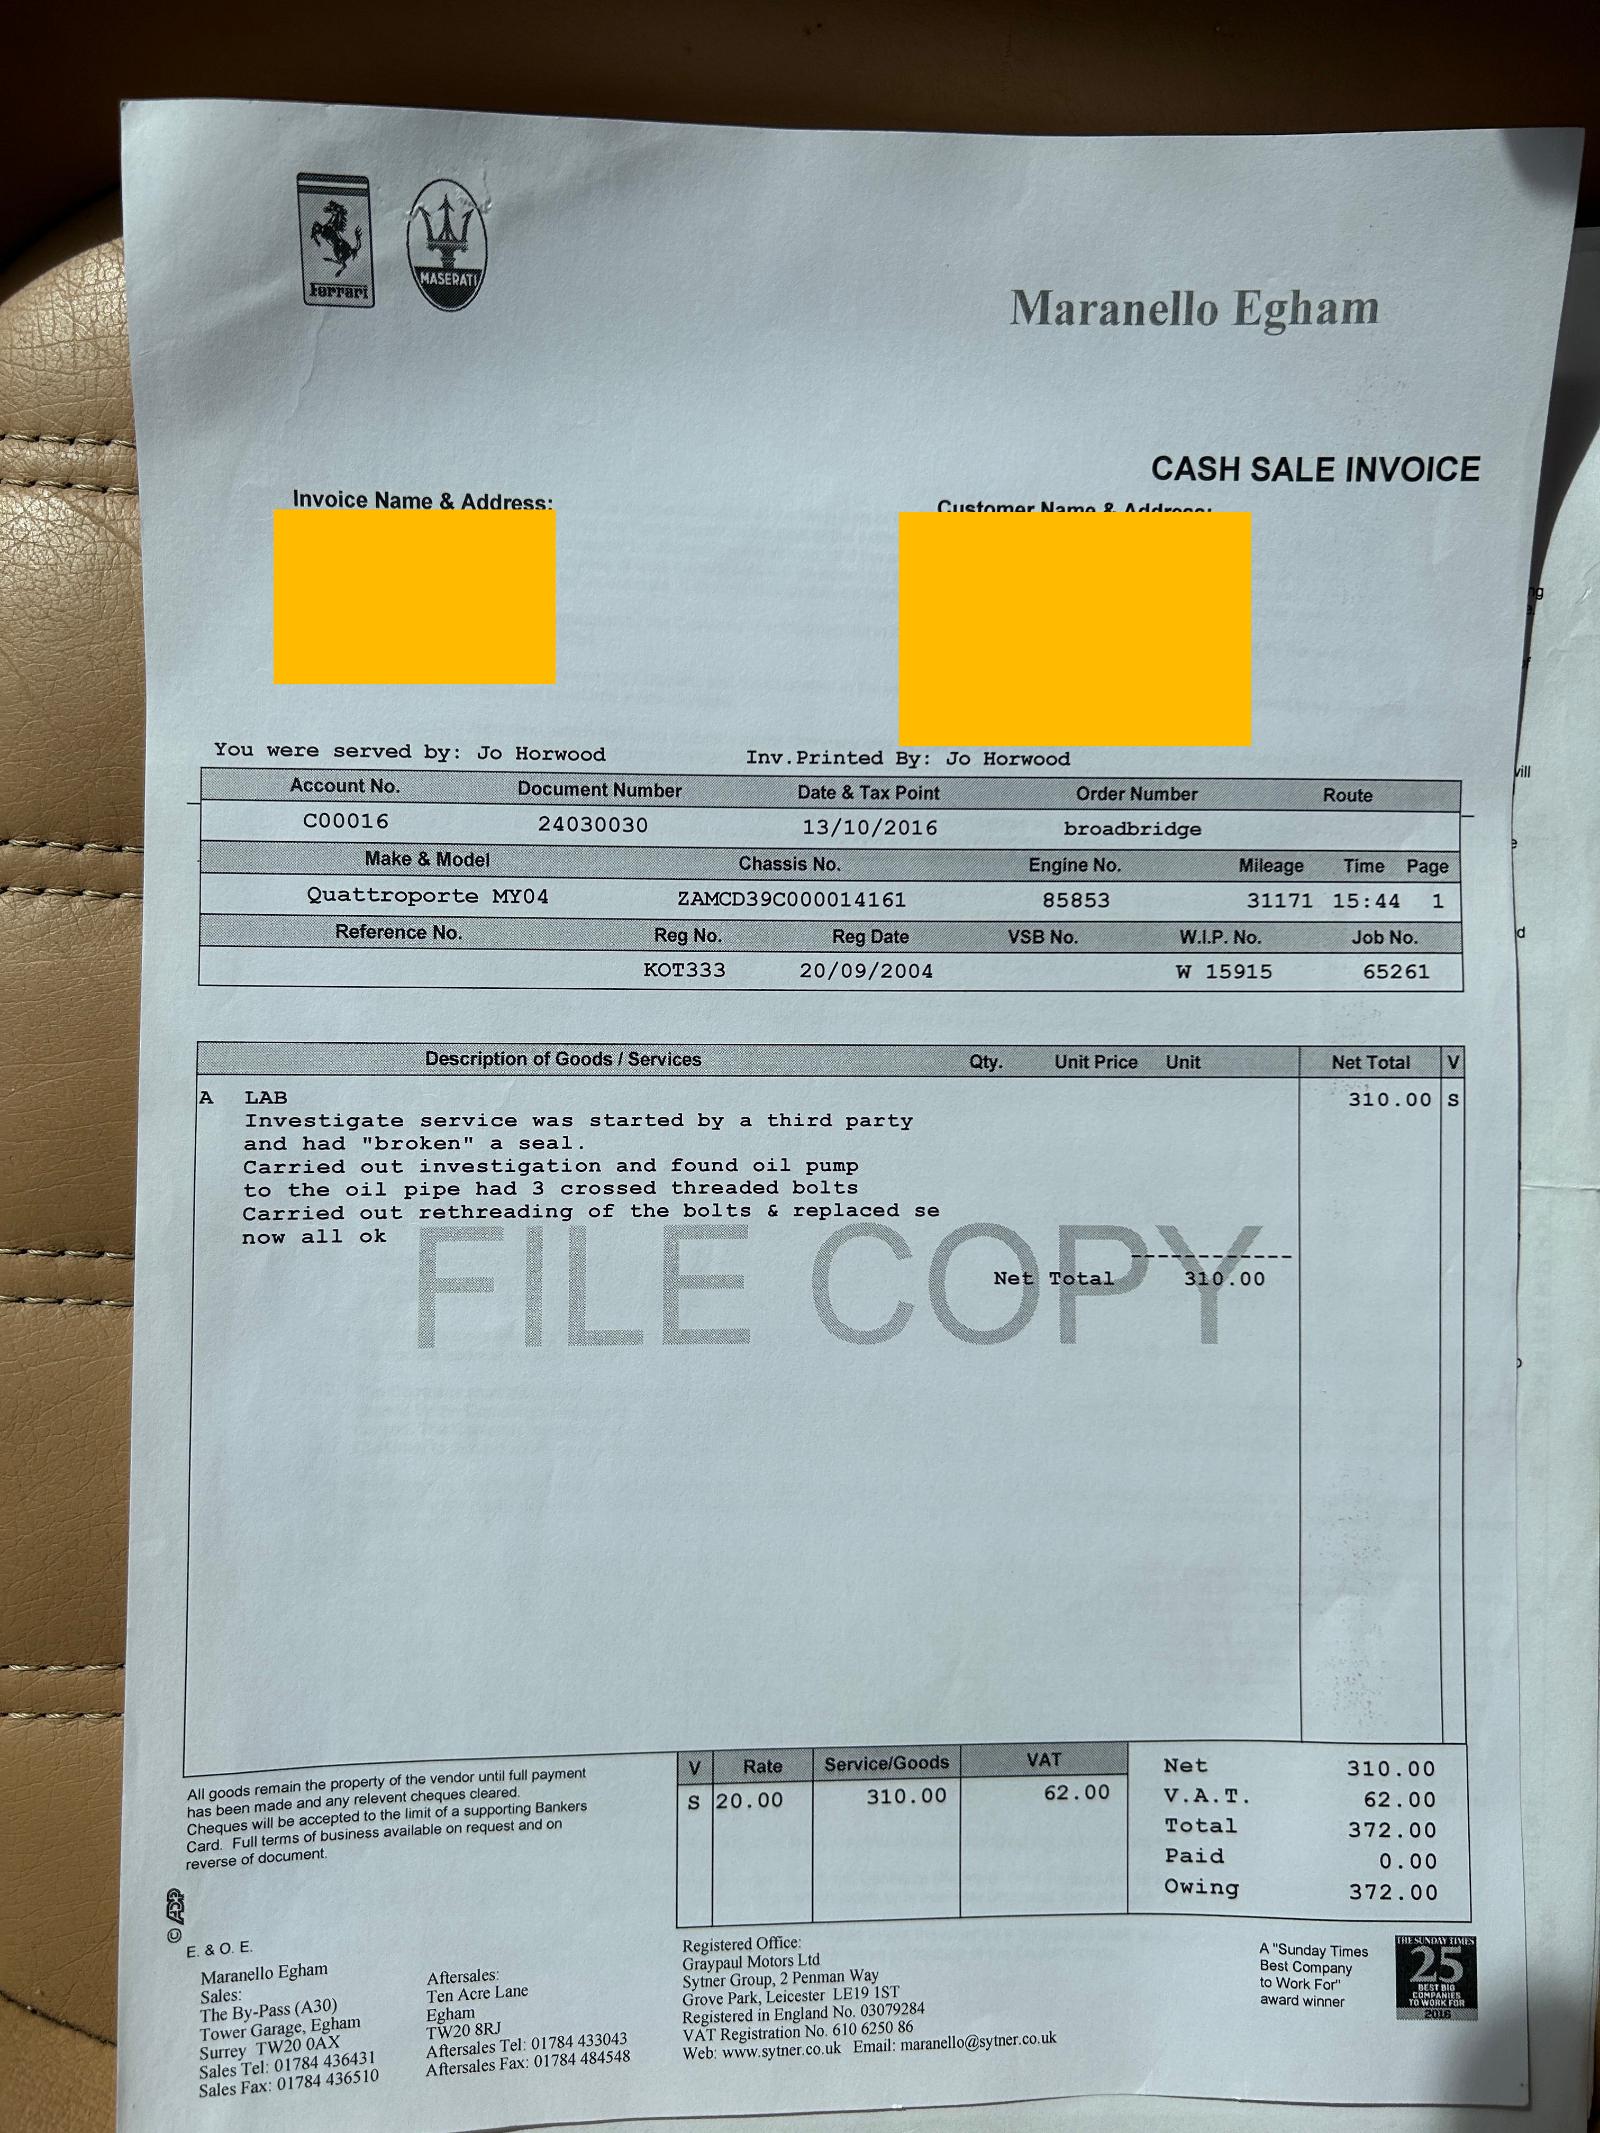 Ferrari
MASERATI
Maranello Egham
CASH SALE INVOICE
Invoice Name & Address:
Customer Name & Address:
You were served by: Jo Horwood Inv.Printed By: Jo Horwood
Account No. Document Number Date & Tax Point Order Number Route
C00016 24030030 13/10/2016 broadbridge
Make & Model Chassis No. Engine No. Mileage Time Page
Quattroporte MY04 ZAMCD39C000014161 85853 31171 15:44 1
Reference No. Reg No. Reg Date VSB No. W.I.P. No. Job No.
KOT333 20/09/2004 W 15915 65261
Description of Goods / Services Qty. Unit Price Unit Net Total V
A LAB 310.00 S
Investigate service was started by a third party
and had "broken" a seal.
Carried out investigation and found oil pump
to the oil pipe had 3 crossed threaded bolts
Carried out rethreading of the bolts & replaced se
now all ok
FILE COPY
Net Total 310.00
V Rate Service/Goods VAT
S 20.00 310.00 62.00
Net 310.00
V.A.T. 62.00
Total 372.00
Paid 0.00
Owing 372.00
All goods remain the property of the vendor until full payment
has been made and any relevent cheques cleared.
Cheques will be accepted to the limit of a supporting Bankers
Card. Full terms of business available on request and on
reverse of document.
© ADP
E. & O. E.
Maranello Egham
Sales:
The By-Pass (A30)
Tower Garage, Egham
Surrey TW20 0AX
Sales Tel: 01784 436431
Sales Fax: 01784 436510
Aftersales:
Ten Acre Lane
Egham
TW20 8RJ
Aftersales Tel: 01784 433043
Aftersales Fax: 01784 484548
Registered Office:
Graypaul Motors Ltd
Sytner Group, 2 Penman Way
Grove Park, Leicester LE19 1ST
Registered in England No. 03079284
VAT Registration No. 610 6250 86
Web: www.sytner.co.uk Email: maranello@sytner.co.uk
A "Sunday Times
Best Company
to Work For"
award winner
THE SUNDAY TIMES
25
BEST BIG
COMPANIES
TO WORK FOR
2016